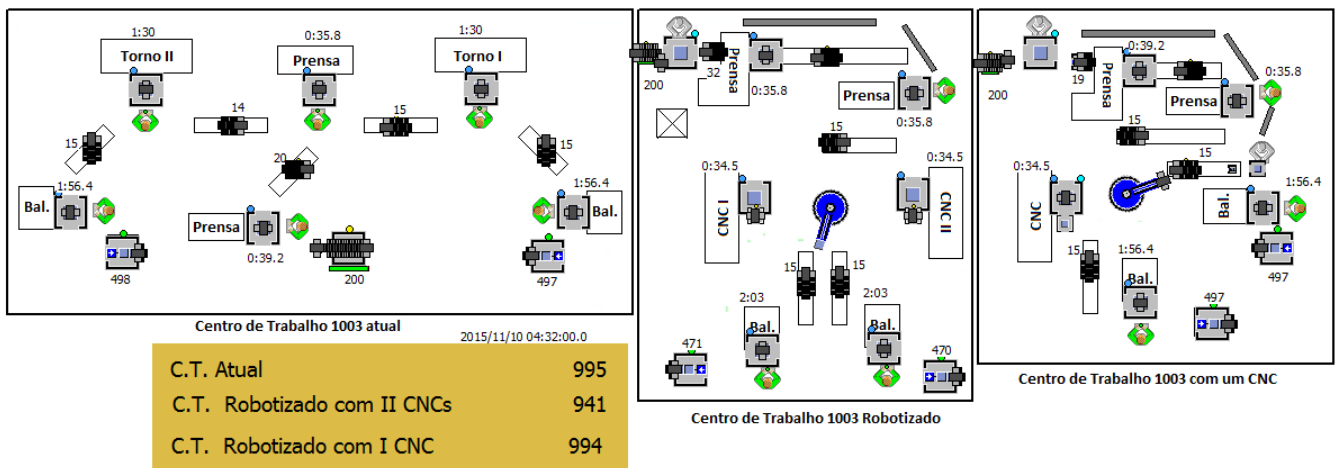 1:30
Torno II
0:35.8
Prensa
1:30
Torno I
14
15
15
20
15
1:56.4
Bal.
1:56.4
Bal.
Prensa
0:39.2
498
200
497
Centro de Trabalho 1003 atual
2015/11/10 04:32:00.0
C.T. Atual 995
C.T. Robotizado com II CNCs 941
C.T. Robotizado com I CNC 994
200
32
Prensa
0:35.8
Prensa
0:35.8
15
0:34.5
CNC I
0:34.5
CNC II
15
15
2:03
Bal.
2:03
Bal.
471
470
Centro de Trabalho 1003 Robotizado
200
19
Prensa
0:39.2
0:35.8
Prensa
15
15
0:34.5
CNC
1:56.4
Bal.
497
15
1:56.4
Bal.
497
Centro de Trabalho 1003 com um CNC